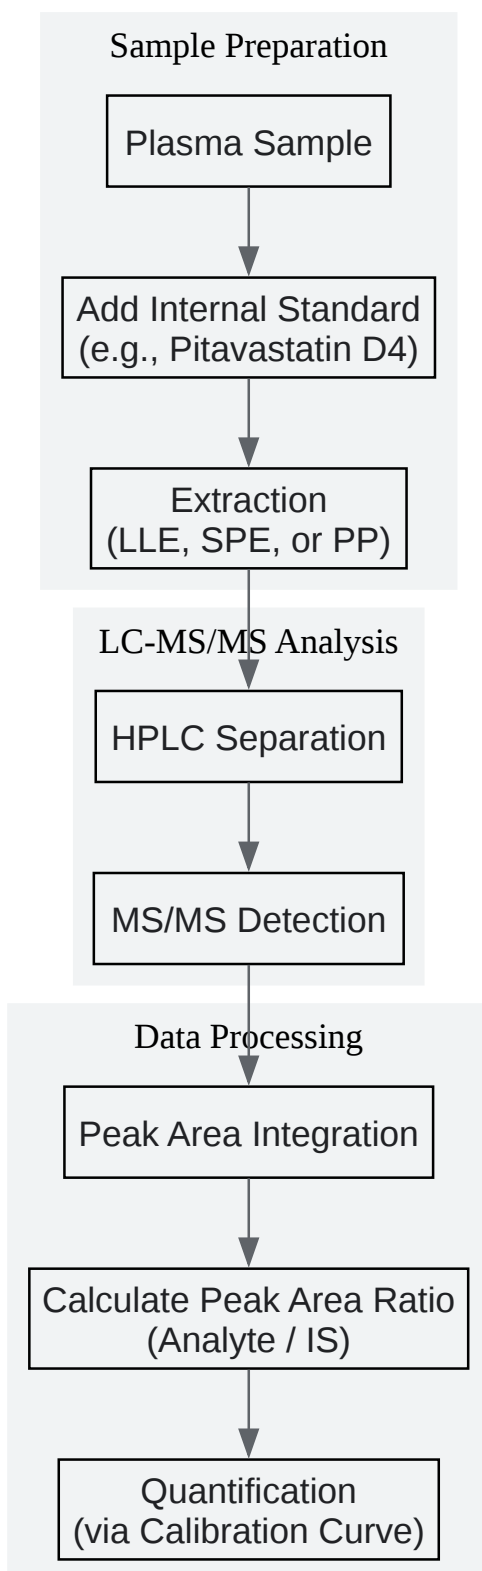 Sample Preparation
Plasma Sample
Add Internal Standard
(e.g., Pitavastatin D4)
Extraction
(LLE, SPE, or PP)
LC-MS/MS Analysis
HPLC Separation
MS/MS Detection
Data Processing
Peak Area Integration
Calculate Peak Area Ratio
(Analyte / IS)
Quantification
(via Calibration Curve)